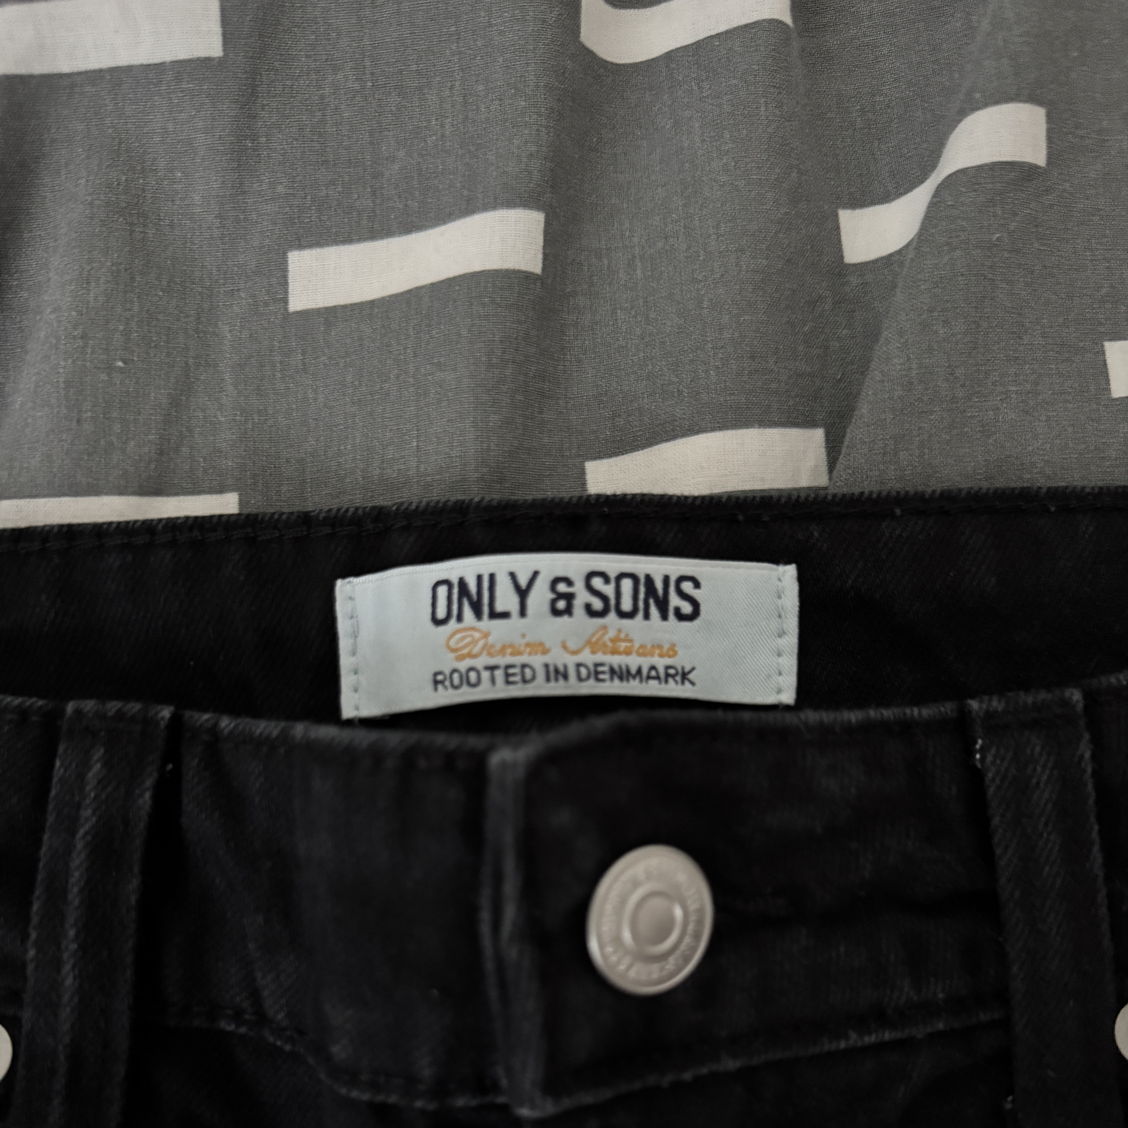 ONLY & SONS
Denim Artisans
ROOTED IN DENMARK